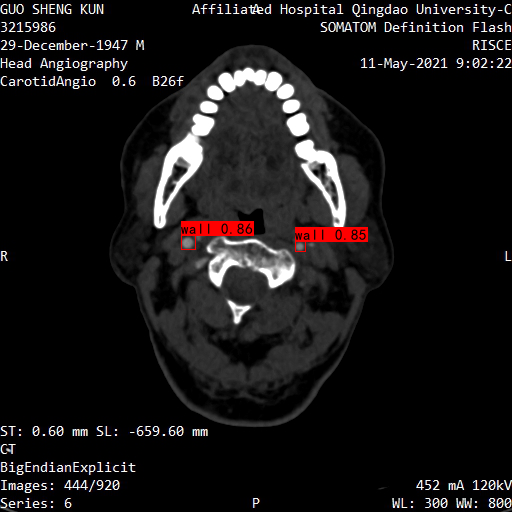 GUO SHENG KUN
3215986
29-December-1947 M
Head Angiography
CarotidAngio 0.6 B26f
A
Affiliated Hospital Qingdao University-C
SOMATOM Definition Flash
RISCE
11-May-2021 9:02:22
wall 0.86
wall 0.85
R
L
ST: 0.60 mm SL: -659.60 mm
CT
BigEndianExplicit
Images: 444/920
Series: 6
P
452 mA 120kV
WL: 300 WW: 800